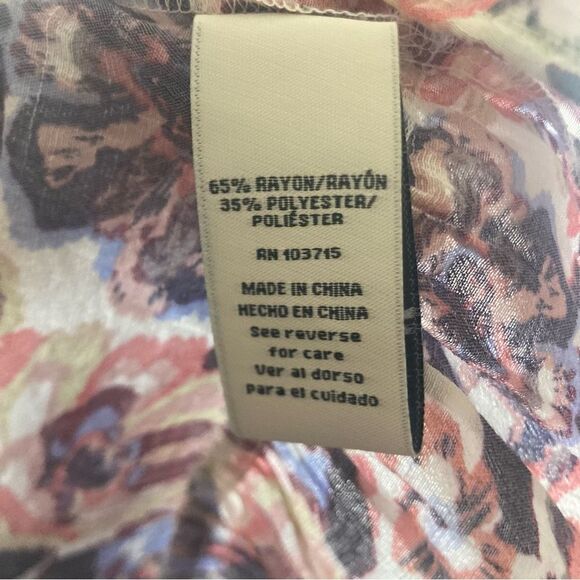 65% RAYON/RAYÓN
35% POLYESTER/
POLIÉSTER
RN 103715
MADE IN CHINA
HECHO EN CHINA
See reverse
for care
Ver al dorso
para el cuidado